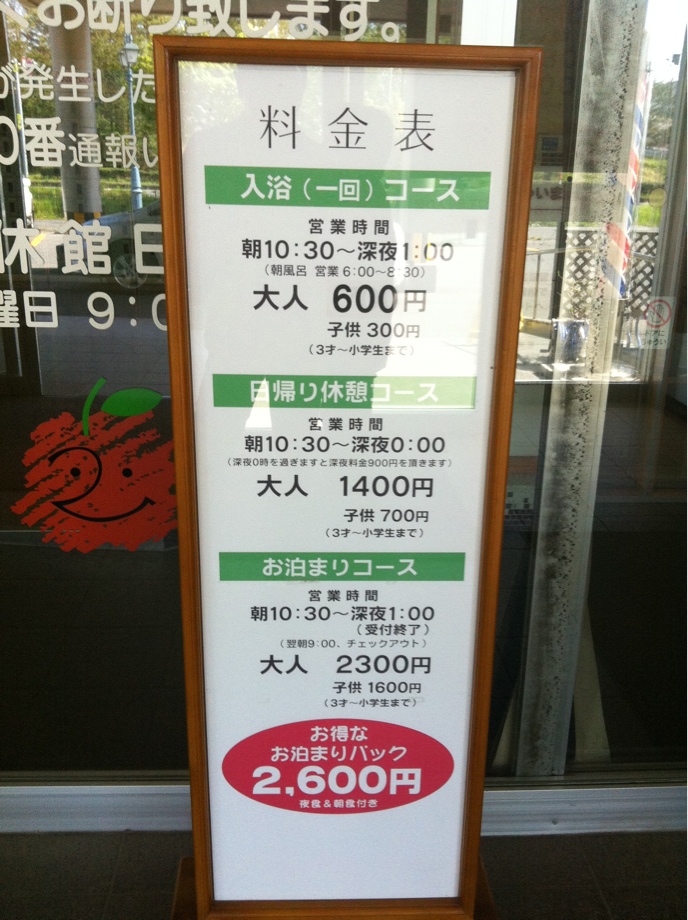 お断り致します。
が発生した
0番通報い
休館日
曜日 9:0
料金表
入浴(一回)コース
営業時間
朝10:30〜深夜1:00
(朝風呂 営業6:00〜8:30)
大人 600円
子供 300円
(3才〜小学生まで)
日帰り休憩コース
営業時間
朝10:30〜深夜0:00
(深夜0時を過ぎますと深夜料金900円を頂きます)
大人 1400円
子供 700円
(3才〜小学生まで)
お泊まりコース
営業時間
朝10:30〜深夜1:00
(受付終了)
(翌朝9:00、チェックアウト)
大人 2300円
子供 1600円
(3才〜小学生まで)
お得な
お泊まりパック
2,600円
夜食&朝食付き